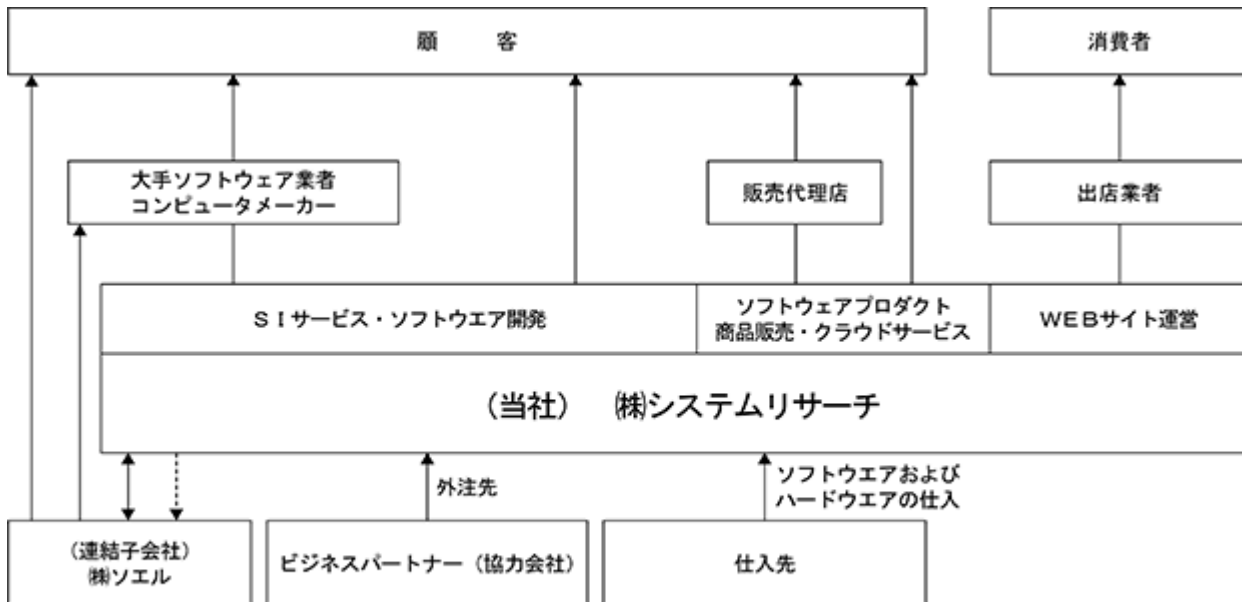 顧　　客
消費者
大手ソフトウェア業者
コンピュータメーカー
販売代理店
出店業者
ＳＩサービス・ソフトウエア開発
ソフトウェアプロダクト
商品販売・クラウドサービス
ＷＥＢサイト運営
（当社）　㈱システムリサーチ
外注先
ソフトウエアおよび
ハードウエアの仕入
（連結子会社）
㈱ソエル
ビジネスパートナー（協力会社）
仕入先